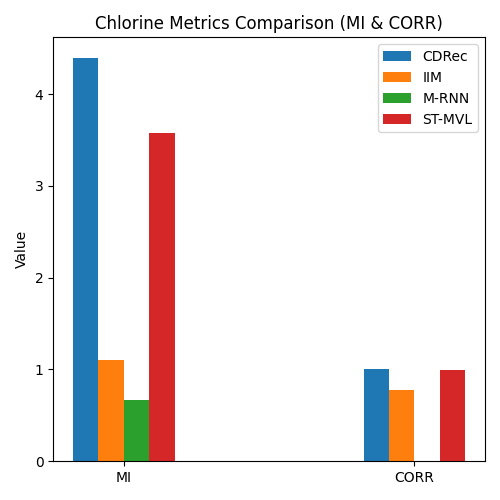 Chlorine Metrics Comparison (MI & CORR)
CDRec
IIM
M-RNN
ST-MVL
Value
4
3
2
1
0
MI
CORR